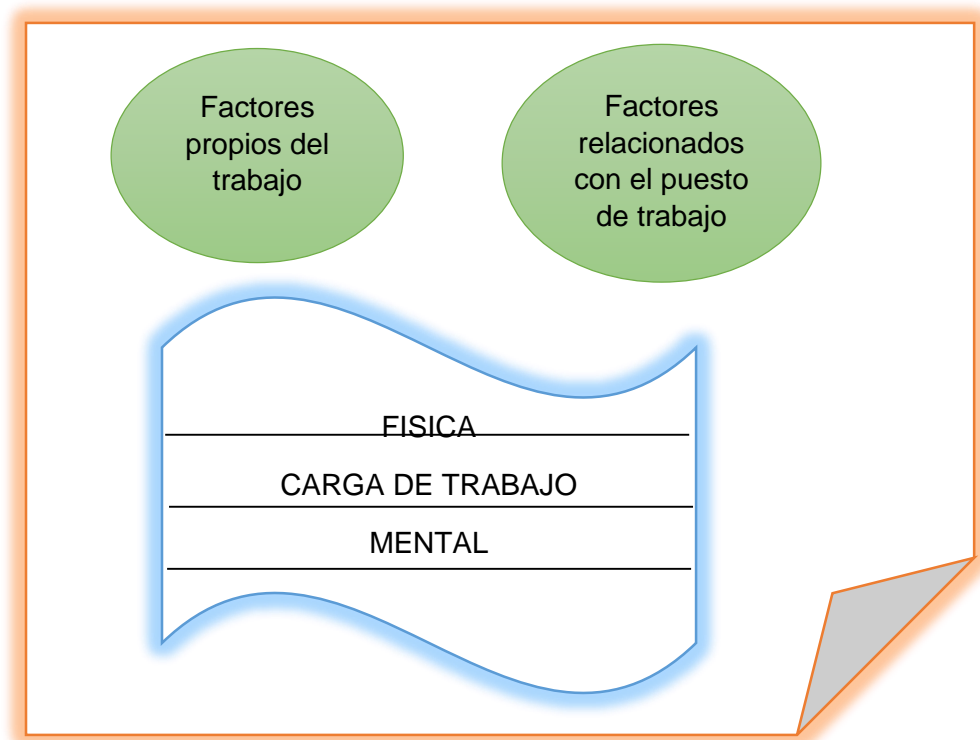 Factores
propios del
trabajo
Factores
relacionados
con el puesto
de trabajo
FISICA
CARGA DE TRABAJO
MENTAL